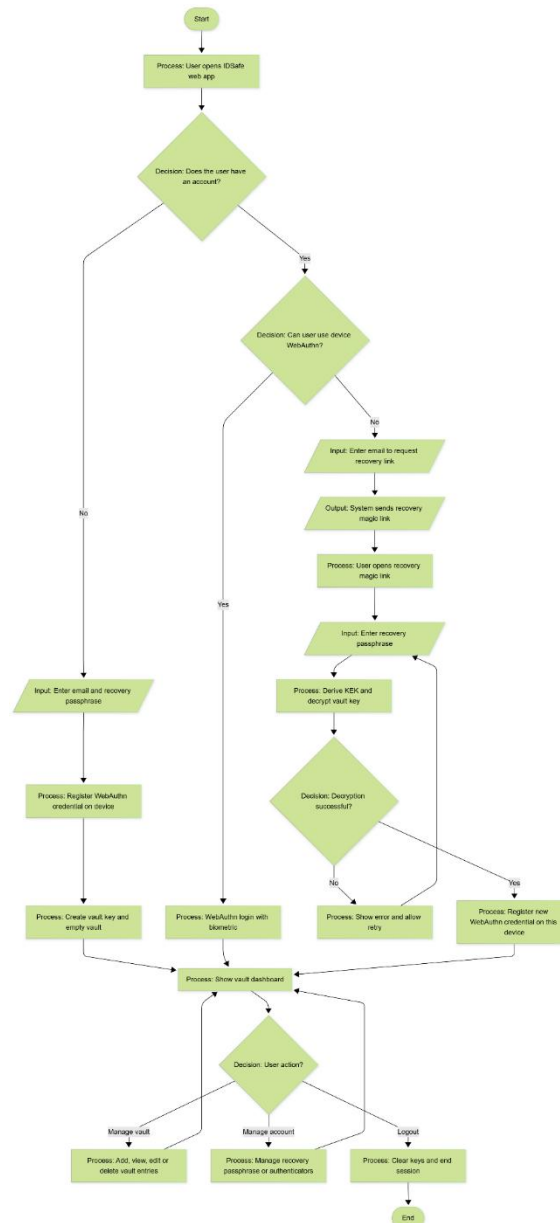 Start
Process: User opens IDSafe
web app
Decision: Does the user have
an account?
Yes
Decision: Can user use device
WebAuthn?
No
Input: Enter email to request
recovery link
Output: System sends recovery
magic link
No
Process: User opens recovery
magic link
Yes
Input: Enter recovery
passphrase
Input: Enter email and recovery
passphrase
Process: Derive KEK and
decrypt vault key
Process: Register WebAuthn
credential on device
Decision: Decryption
successful?
No
Yes
Process: Create vault key and
empty vault
Process: WebAuthn login with
biometric
Process: Show error and allow
retry
Process: Register new
WebAuthn credential on this
device
Process: Show vault dashboard
Decision: User action?
Manage vault
Manage account
Logout
Process: Add, view, edit or
delete vault entries
Process: Manage recovery
passphrase or authenticators
Process: Clear keys and end
session
End